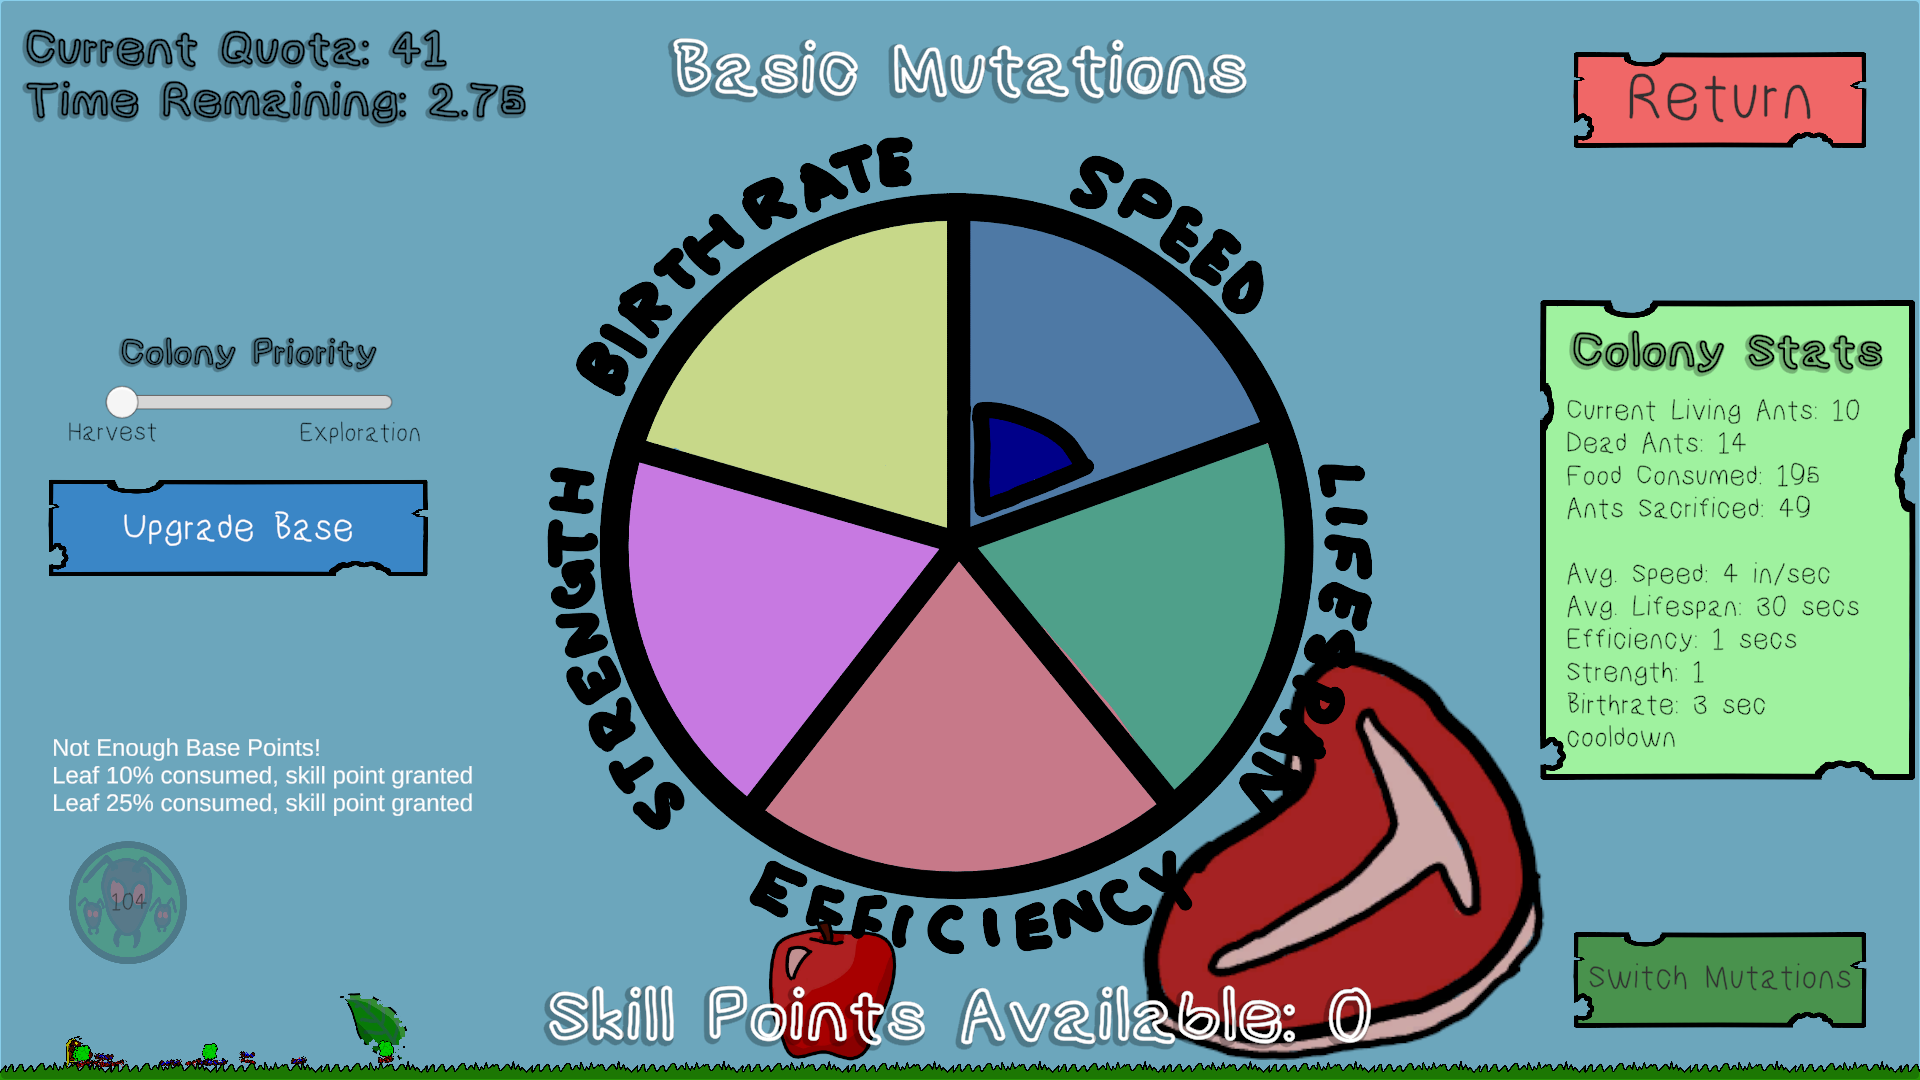 Current Quota: 41
Time Remaining: 2.75
Basic Mutations
Return
BIRTH RATE
SPEED
LIFESPAN
EFFICIENCY
STRENGTH
Colony Priority
Harvest
Exploration
Upgrade Base
Not Enough Base Points!
Leaf 10% consumed, skill point granted
Leaf 25% consumed, skill point granted
104
Colony Stats
Current Living Ants: 10
Dead Ants: 14
Food Consumed: 195
Ants Sacrificed: 49
Avg. Speed: 4 in/sec
Avg. Lifespan: 30 secs
Efficiency: 1 secs
Strength: 1
Birthrate: 3 sec
cooldown
Switch Mutations
Skill Points Available: 0